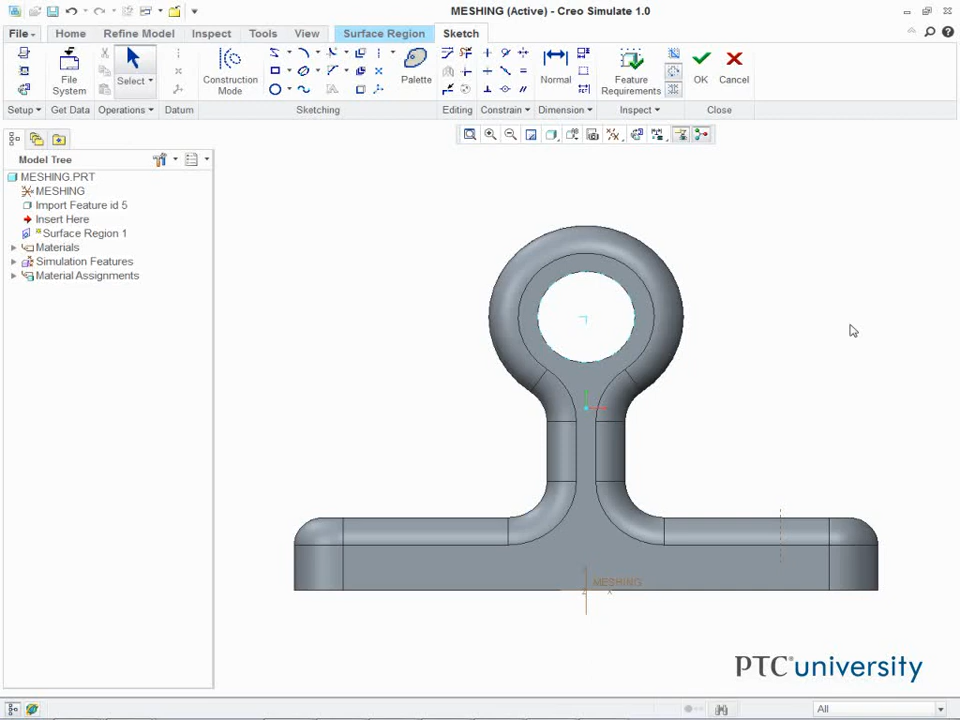 MESHING (Active) - Creo Simulate 1.0
File
Home
Refine Model
Inspect
Tools
View
Surface Region
Sketch
File
System
Select
Construction
Mode
Palette
Normal
Feature
Requirements
OK
Cancel
Setup
Get Data
Operations
Datum
Sketching
Editing
Constrain
Dimension
Inspect
Close
Model Tree
MESHING.PRT
MESHING
Import Feature id 5
Insert Here
Surface Region 1
Materials
Simulation Features
Material Assignments
MESHING
X
PTC university
All